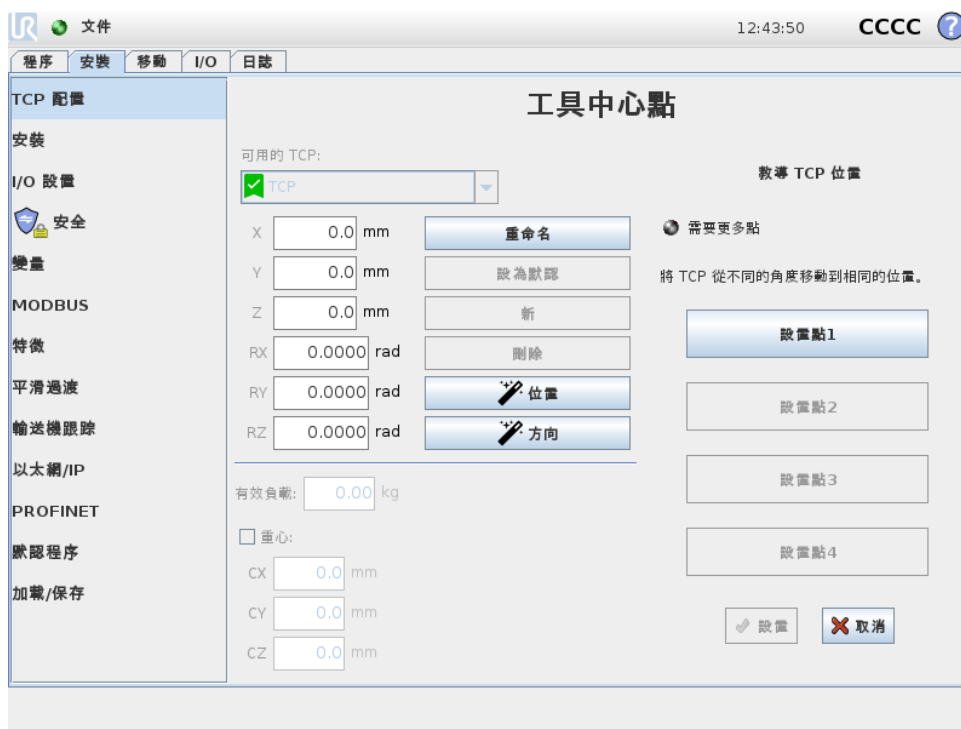 UR 文件 12:43:50 CCCC ?
程序 安裝 移動 I/O 日誌
TCP 配置
安裝
I/O 設置
安全
變量
MODBUS
特徵
平滑過渡
輸送機跟踪
以太網/IP
PROFINET
默認程序
加載/保存
工具中心點
可用的 TCP:
TCP
X 0.0 mm 重命名
Y 0.0 mm 設為默認
Z 0.0 mm 新
RX 0.0000 rad 刪除
RY 0.0000 rad 位置
RZ 0.0000 rad 方向
有效負載: 0.00 kg
重心:
CX 0.0 mm
CY 0.0 mm
CZ 0.0 mm
教導 TCP 位置
需要更多點
將 TCP 從不同的角度移動到相同的位置。
設置點1
設置點2
設置點3
設置點4
設置 取消